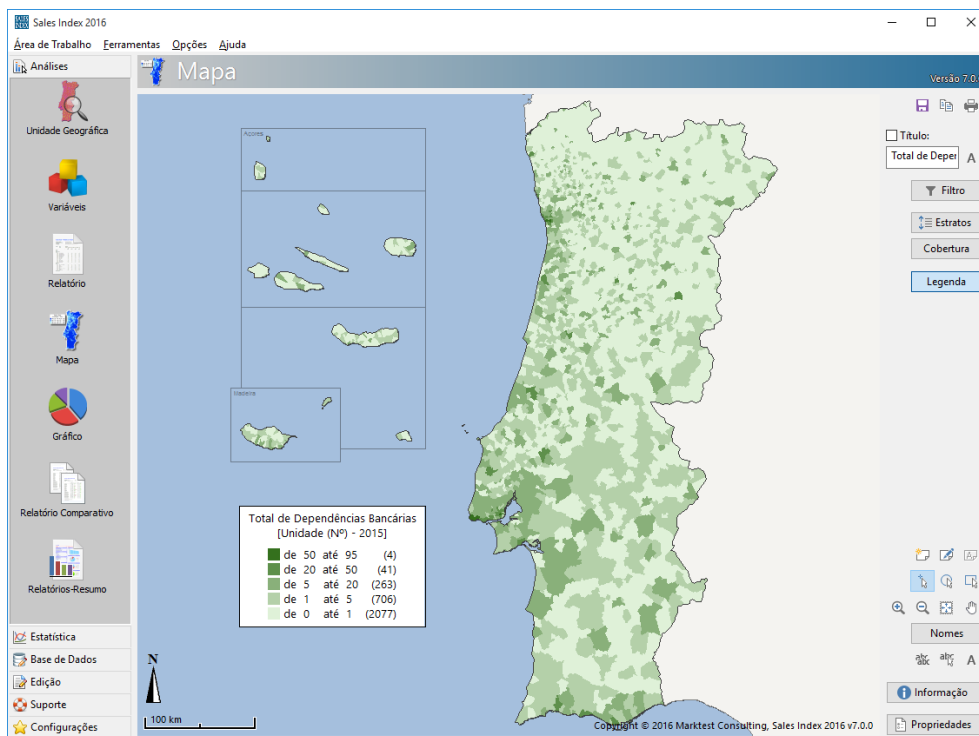 Sales Index 2016
Área de Trabalho Ferramentas Opções Ajuda
Análises
Mapa
Versão 7.0.
Unidade Geográfica
Variáveis
Relatório
Mapa
Gráfico
Relatório Comparativo
Relatórios-Resumo
Estatística
Base de Dados
Edição
Suporte
Configurações
Açores
Madeira
Total de Dependências Bancárias
[Unidade (Nº) - 2015]
de 50 até 95 (4)
de 20 até 50 (41)
de 5 até 20 (263)
de 1 até 5 (706)
de 0 até 1 (2077)
N
100 km
Copyright © 2016 Marktest Consulting, Sales Index 2016 v7.0.0
Título:
Total de Deper
A
Filtro
Estratos
Cobertura
Legenda
Nomes
abc abc abc A
Informação
Propriedades